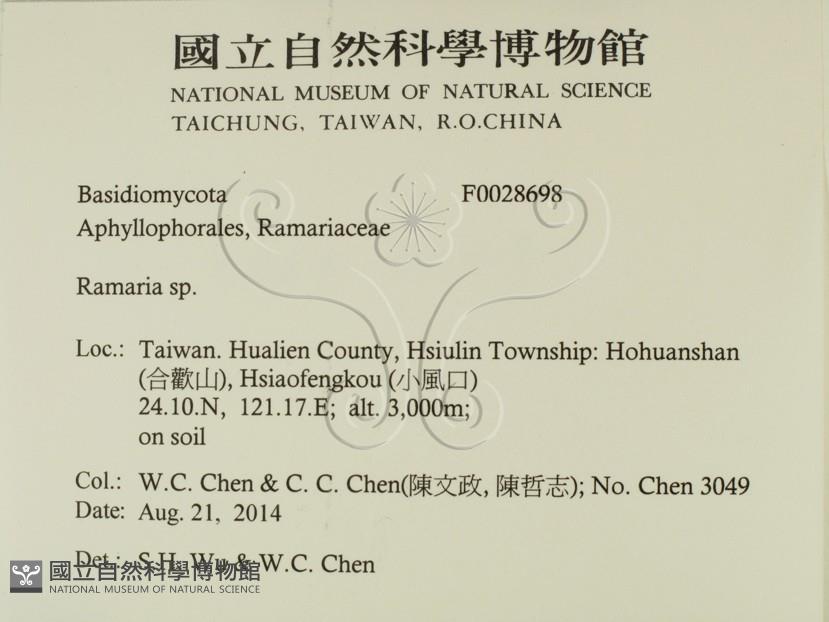 國立自然科學博物館
NATIONAL MUSEUM OF NATURAL SCIENCE
TAICHUNG, TAIWAN, R.O.CHINA
Basidiomycota F0028698
Aphyllophorales, Ramariaceae
Ramaria sp.
Loc.: Taiwan. Hualien County, Hsiulin Township: Hohuanshan
(合歡山), Hsiaofengkou (小風口)
24.10.N, 121.17.E; alt. 3,000m;
on soil
Col.: W.C. Chen & C. C. Chen(陳文政, 陳哲志); No. Chen 3049
Date: Aug. 21, 2014
Det.: S.H. Wu & W.C. Chen
國立自然科學博物館
NATIONAL MUSEUM OF NATURAL SCIENCE